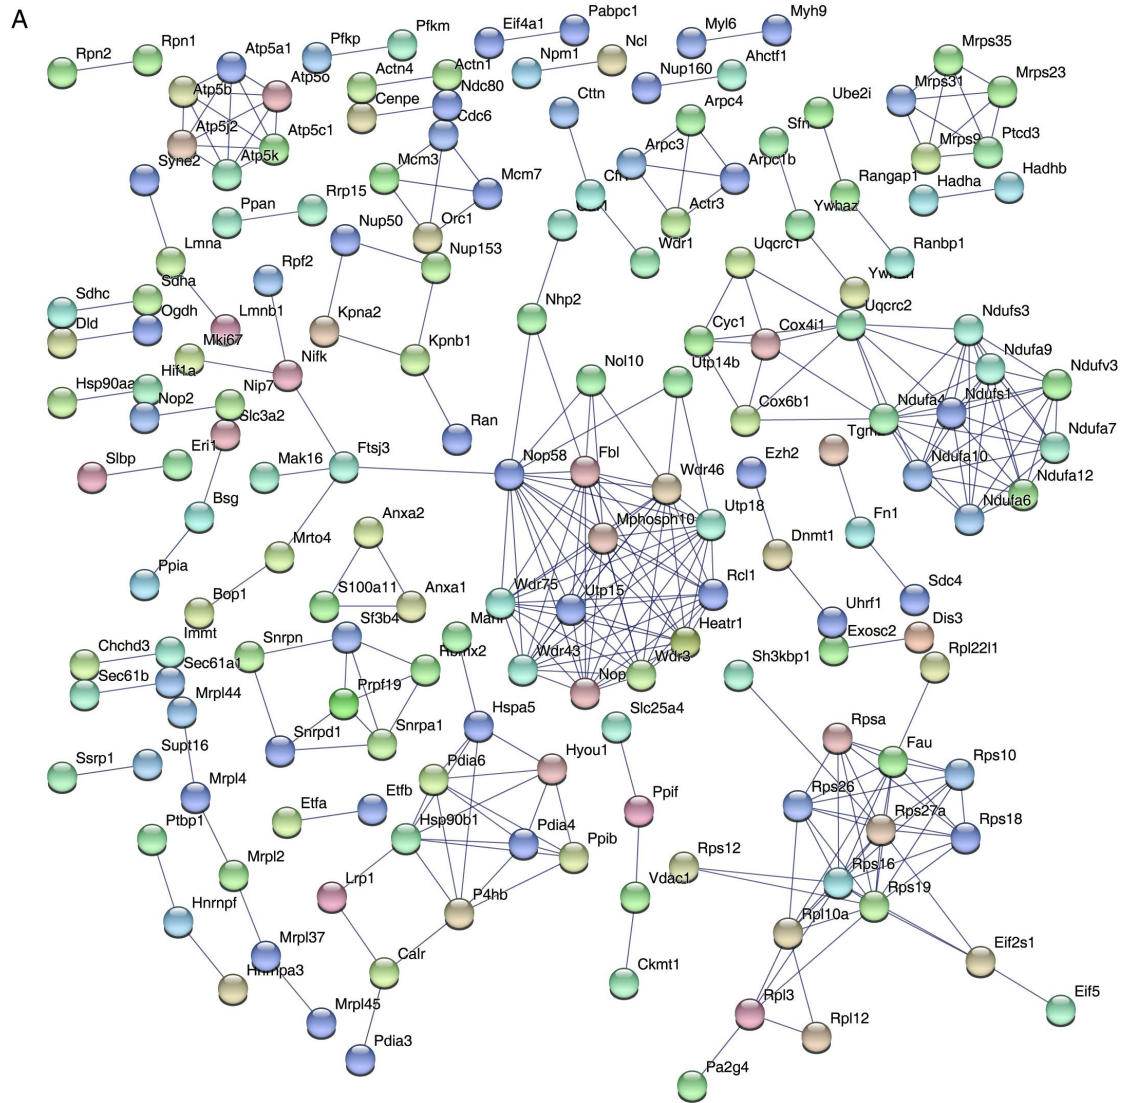 A
Rpn2
Rpn1
Pfkp
Pfkm
Eif4a1
Pabpc1
Myl6
Myh9
Atp5a1
Atp5o
Atp5b
Atp5j2
Atp5c1
Atp5k
Actn4
Actn1
Ndc80
Cenpe
Cdc6
Npm1
Ncl
Nup160
Ahctf1
Mrps35
Mrps31
Mrps23
Mrps9
Ptcd3
Cttn
Arpc4
Arpc3
Arpc1b
Actr3
Ube2i
Sfn
Rangap1
Hadha
Hadhb
Syne2
Mcm3
Mcm7
Orc1
Ppan
Rrp15
Nup50
Nup153
Wdr1
Ywhaz
Ranbp1
Lmna
Rpf2
Uqcrc1
Uqcrc2
Sdhc
Sdha
Dld
Ogdh
Lmnb1
Mki67
Kpna2
Kpnb1
Nhp2
Cyc1
Cox4i1
Ndufs3
Ndufa9
Ndufv3
Nifk
Hif1a
Nop2
Nip7
Slc3a2
Nol10
Utp14b
Cox6b1
Ndufs1
Ndufa7
Ndufa10
Ndufa12
Ndufa6
Ran
Slbp
Eri1
Mak16
Ftsj3
Nop58
Fbl
Wdr46
Ezh2
Bsg
Mphosph10
Utp18
Fn1
Anxa2
Mrto4
Dnmt1
Ppia
S100a11
Anxa1
Wdr75
Utp15
Rcl1
Sdc4
Bop1
Sf3b4
Heatr1
Uhrf1
Exosc2
Dis3
Chchd3
Immt
Snrpn
Wdr43
Wdr3
Sh3kbp1
Rpl22l1
Sec61b
Sec61a1
Mrpl44
Prpf19
Snrpd1
Snrpa1
Hspa5
Slc25a4
Rpsa
Fau
Ssrp1
Supt16
Hyou1
Rps10
Mrpl4
Pdia6
Etfa
Etfb
Hsp90b1
Pdia4
Ppib
Ppif
Rps26
Rps27a
Rps18
Ptbp1
Mrpl2
Lrp1
Vdac1
Rps12
Rps16
Rps19
Hnrnpf
P4hb
Rpl10a
Mrpl37
Calr
Ckmt1
Eif2s1
Mrpl45
Rpl3
Rpl12
Eif5
Pdia3
Pa2g4